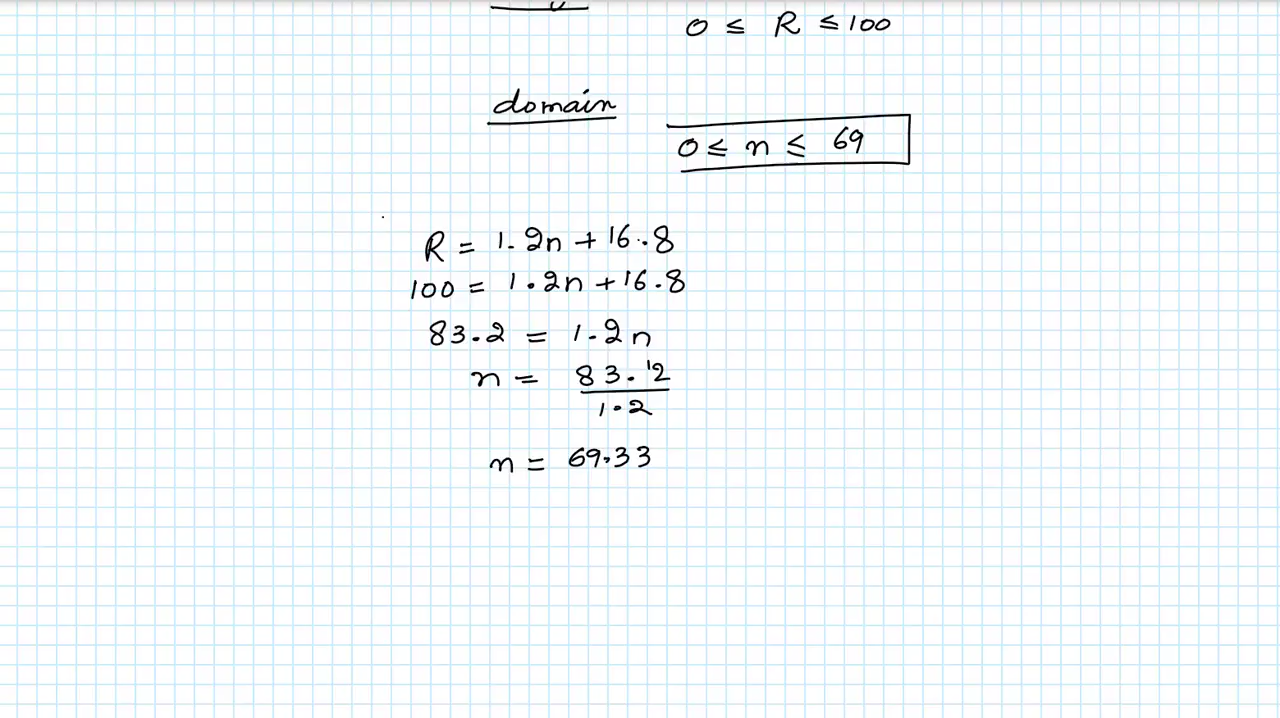 0 ≤ R ≤ 100
domain
0 ≤ n ≤ 69
R = 1.2n + 16.8
100 = 1.2n + 16.8
83.2 = 1.2n
n = 83.12
1.2
n = 69.33